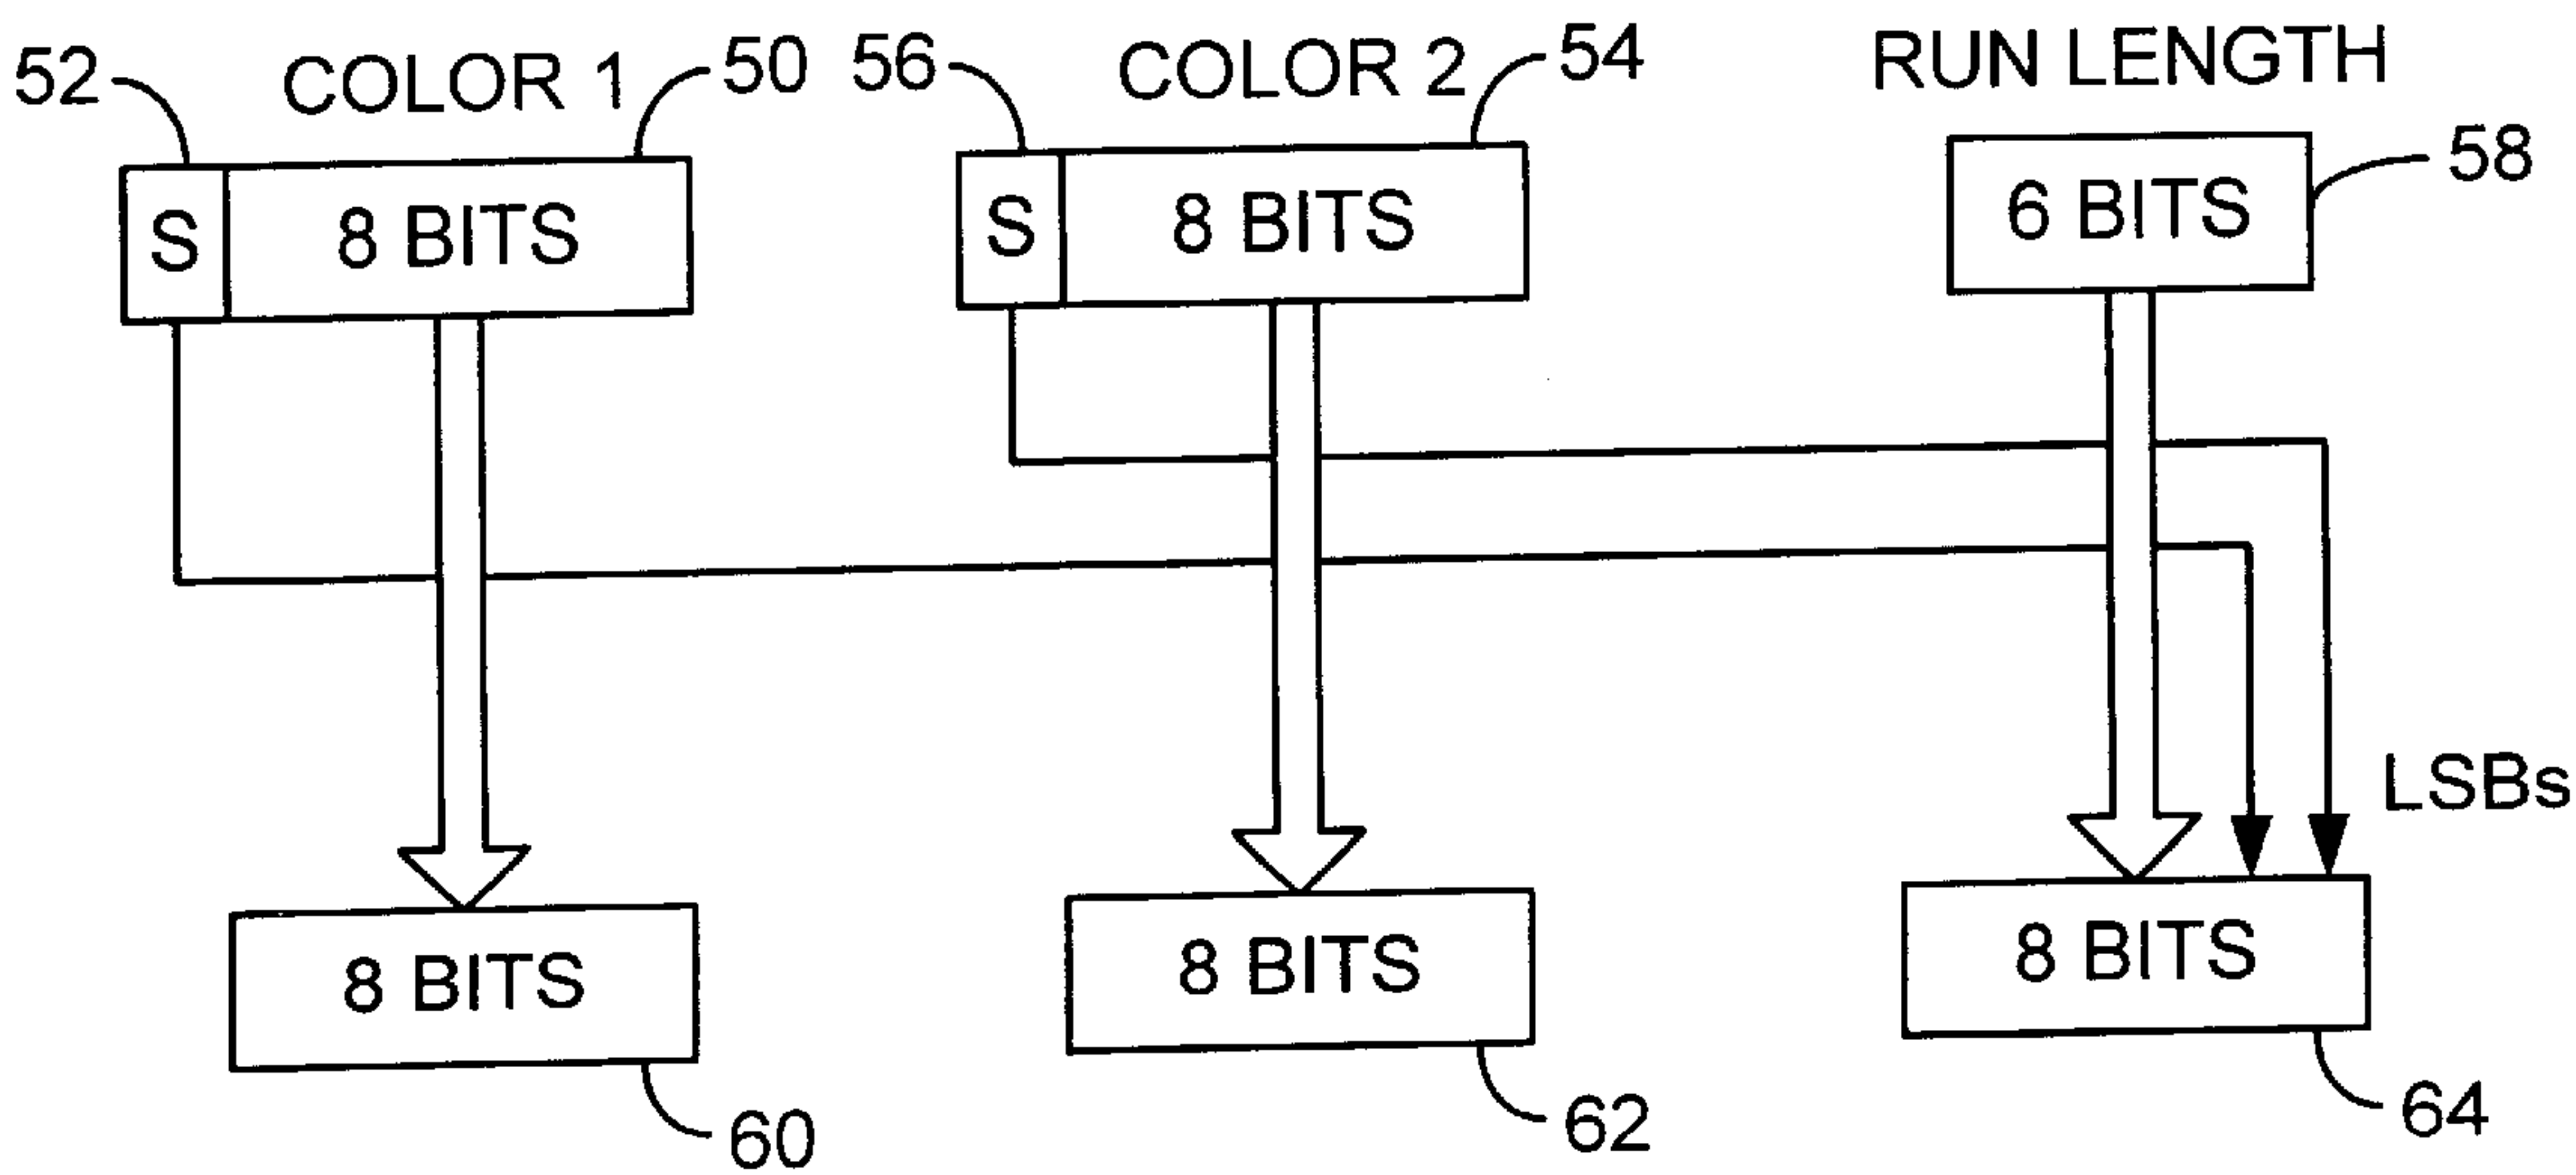 52 COLOR 1 50 56 COLOR 2 54 RUN LENGTH
58
S 8 BITS S 8 BITS 6 BITS
LSBs
8 BITS 8 BITS 8 BITS
60 62 64